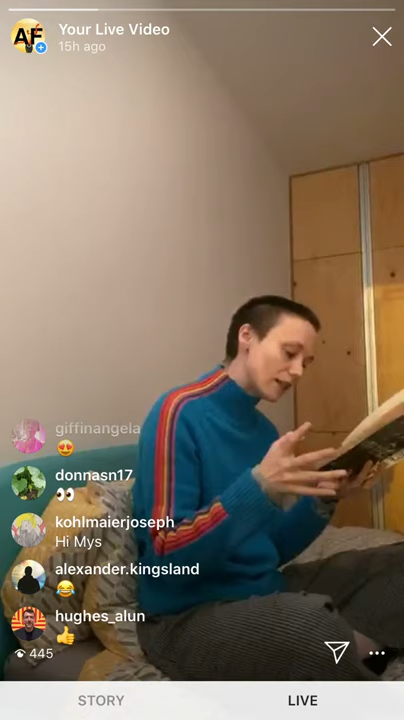 AF
Your Live Video
15h ago
giffinangela
😍
donnasn17
👀
kohlmaierjoseph
Hi Mys
alexander.kingsland
😂
hughes_alun
👍
445
STORY
LIVE